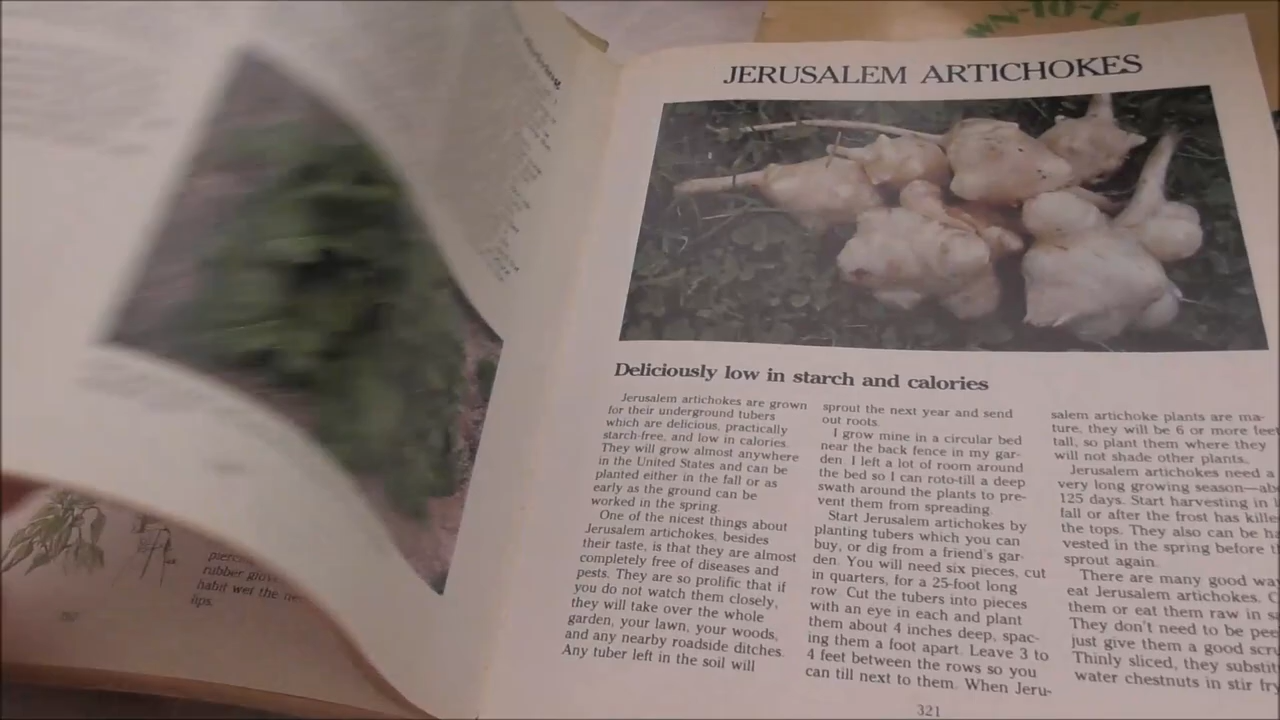 JERUSALEM ARTICHOKES
Deliciously low in starch and calories
Jerusalem artichokes are grown
for their underground tubers
which are delicious, practically
starch-free, and low in calories.
They will grow almost anywhere
in the United States and can be
planted either in the fall or as
early as the ground can be
worked in the spring.
One of the nicest things about
Jerusalem artichokes, besides
their taste, is that they are almost
completely free of diseases and
pests. They are so prolific that if
you do not watch them closely,
they will take over the whole
garden, your lawn, your woods,
and any nearby roadside ditches.
Any tuber left in the soil will
sprout the next year and send
out roots.
I grow mine in a circular bed
near the back fence in my gar-
den. I left a lot of room around
the bed so I can roto-till a deep
swath around the plants to pre-
vent them from spreading.
Start Jerusalem artichokes by
planting tubers which you can
buy, or dig from a friend's gar-
den. You will need six pieces, cut
in quarters, for a 25-foot long
row. Cut the tubers into pieces
with an eye in each and plant
them about 4 inches deep, spac-
ing them a foot apart. Leave 3 to
4 feet between the rows so you
can till next to them. When Jeru-
salem artichoke plants are ma-
ture, they will be 6 or more feet
tall, so plant them where they
will not shade other plants.
Jerusalem artichokes need a
very long growing season—abo
125 days. Start harvesting in
fall or after the frost has kille
the tops. They also can be ha
vested in the spring before t
sprout again.
There are many good way
eat Jerusalem artichokes. C
them or eat them raw in s
They don't need to be pee
just give them a good scru
Thinly sliced, they substit
water chestnuts in stir fry
321
rubber
habit wet the
lips.